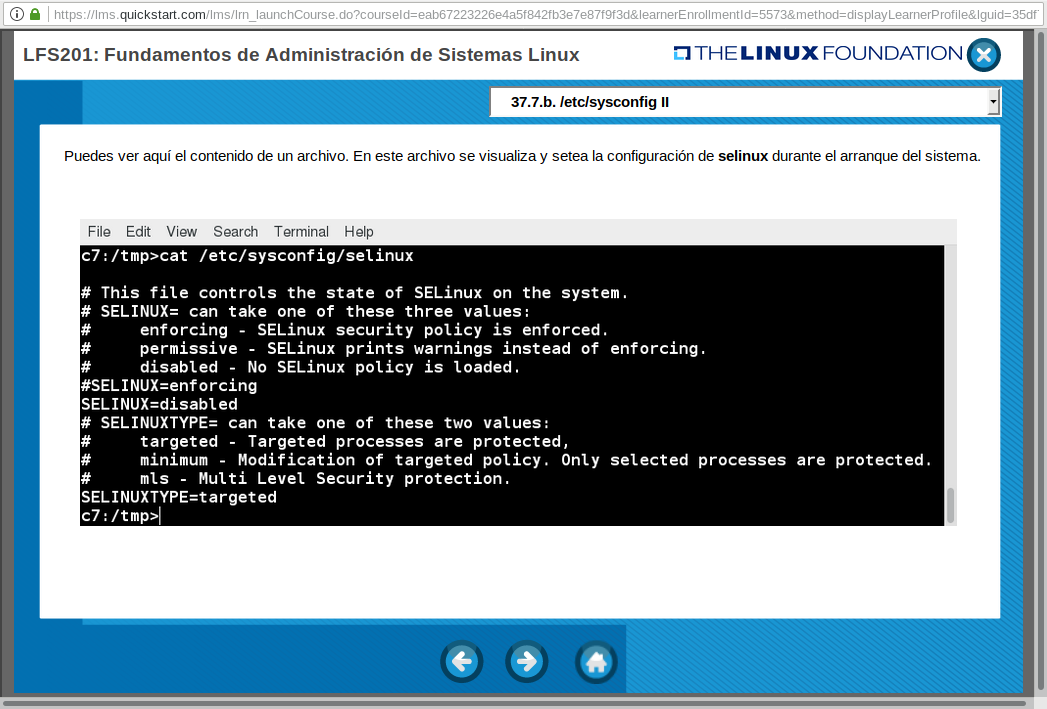 https://lms.quickstart.com/lms/lrn_launchCourse.do?courseId=eab67223226e4a5f842fb3e7e87f9f3d&learnerEnrollmentId=5573&method=displayLearnerProfile&lguid=35df
LFS201: Fundamentos de Administración de Sistemas Linux
THE LINUX FOUNDATION
37.7.b. /etc/sysconfig II
Puedes ver aquí el contenido de un archivo. En este archivo se visualiza y setea la configuración de selinux durante el arranque del sistema.
File Edit View Search Terminal Help
c7:/tmp>cat /etc/sysconfig/selinux
# This file controls the state of SELinux on the system.
# SELINUX= can take one of these three values:
#     enforcing - SELinux security policy is enforced.
#     permissive - SELinux prints warnings instead of enforcing.
#     disabled - No SELinux policy is loaded.
#SELINUX=enforcing
SELINUX=disabled
# SELINUXTYPE= can take one of these two values:
#     targeted - Targeted processes are protected,
#     minimum - Modification of targeted policy. Only selected processes are protected.
#     mls - Multi Level Security protection.
SELINUXTYPE=targeted
c7:/tmp>